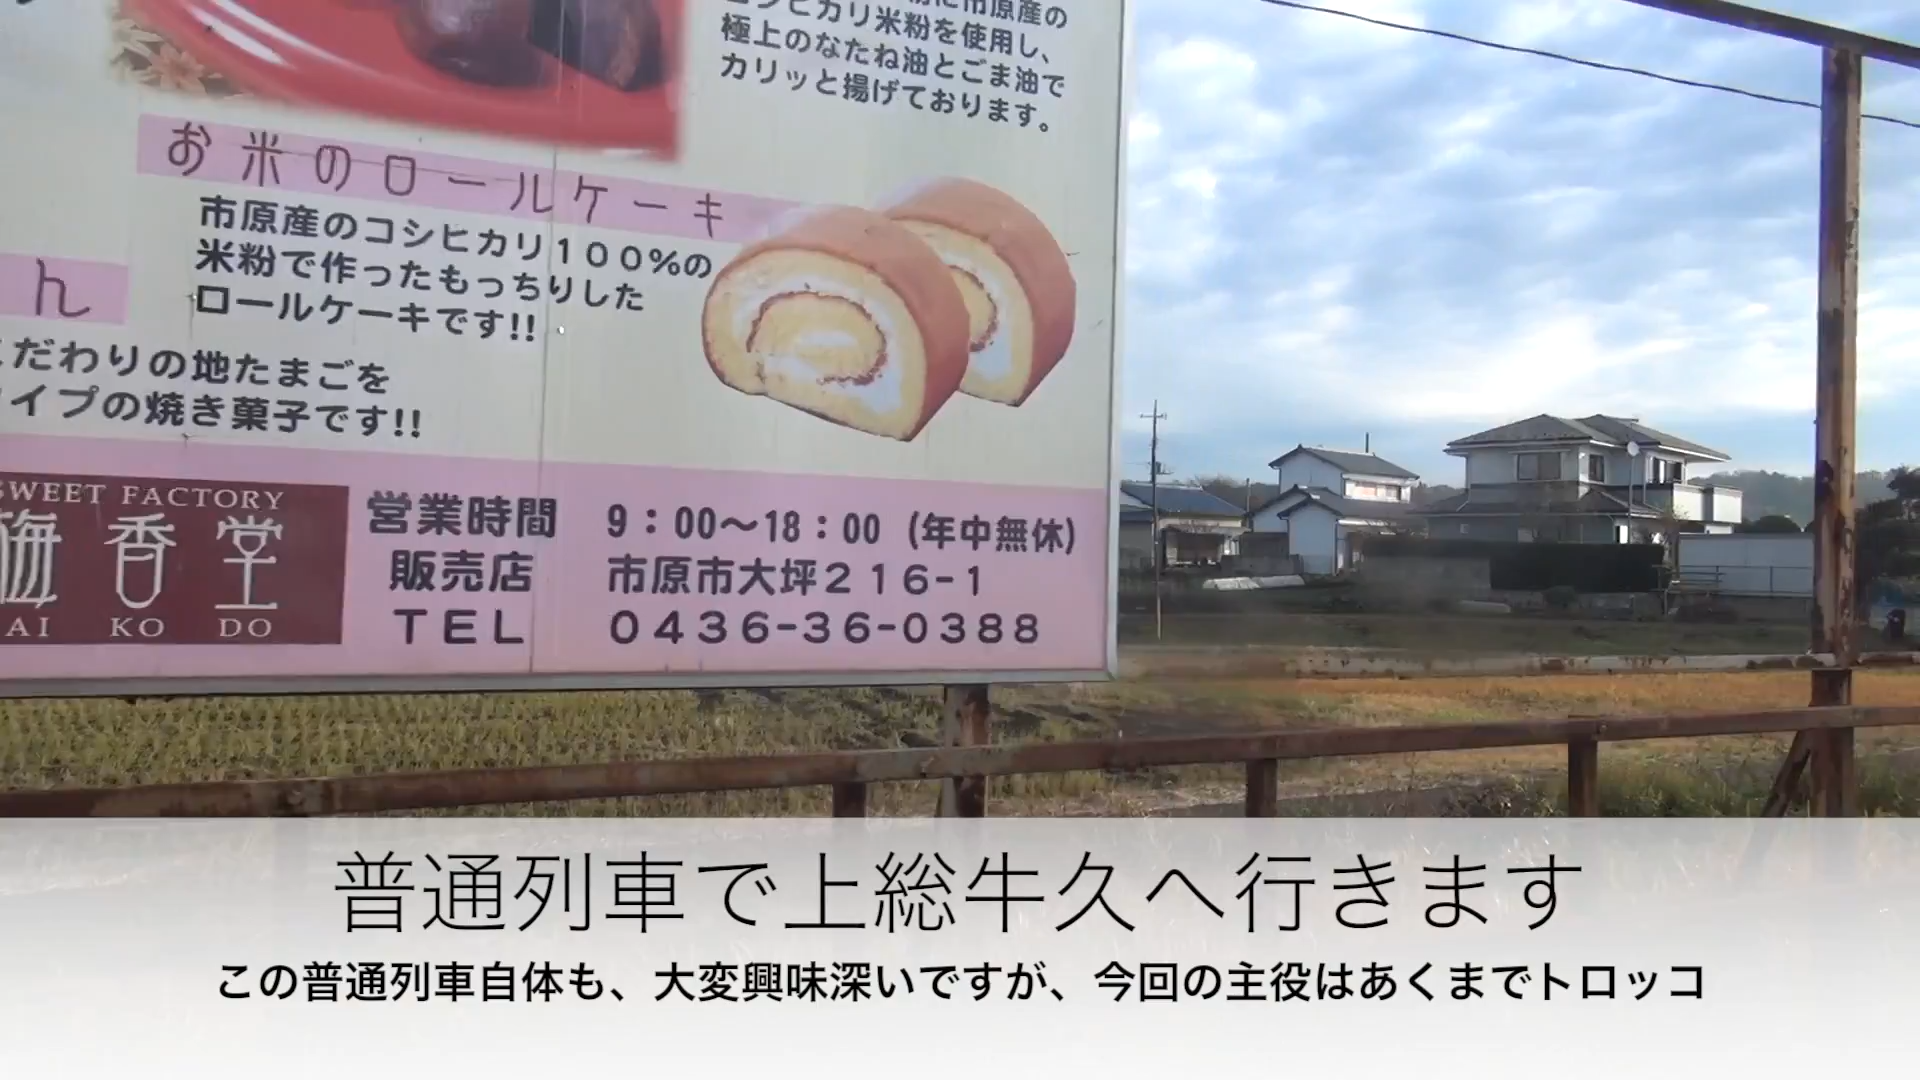 市原産の
コシヒカリ米粉を使用し、
極上のなたね油とごま油で
カリッと揚げております。
お米のロールケーキ
市原産のコシヒカリ100%の
米粉で作ったもっちりした
ロールケーキです!!
ん
だわりの地たまごを
イプの焼き菓子です!!
SWEET FACTORY
梅香堂
AI KO DO
営業時間 9:00〜18:00 (年中無休)
販売店 市原市大坪216-1
TEL 0436-36-0388
普通列車で上総牛久へ行きます
この普通列車自体も、大変興味深いですが、今回の主役はあくまでトロッコ